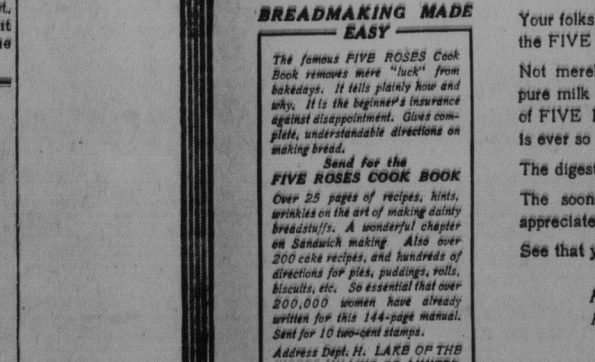 t.
it
BREADMAKING MADE
EASY
The famous FIVE ROSES Cook
Book removes mere "luck" from
bakedays. It tells plainly how and
why. It is the beginner's insurance
against disappointment. Gives com-
plete, understandable directions on
making bread.
Send for the
FIVE ROSES COOK BOOK
Over 25 pages of recipes, hints,
wrinkles on the art of making dainty
breadstuffs. A wonderful chapter
on Sandwich making Also over
200 cake recipes, and hundreds of
directions for pies, puddings, rolls,
biscuits, etc. So essential that over
200,000 women have already
written for this 144-page manual.
Sent for 10 two-cent stamps.
Address Dept. H. LAKE OF THE
Your folks
the FIVE
Not merel
pure milk
of FIVE
is ever so
The digest
The soon
appreciate
See that y